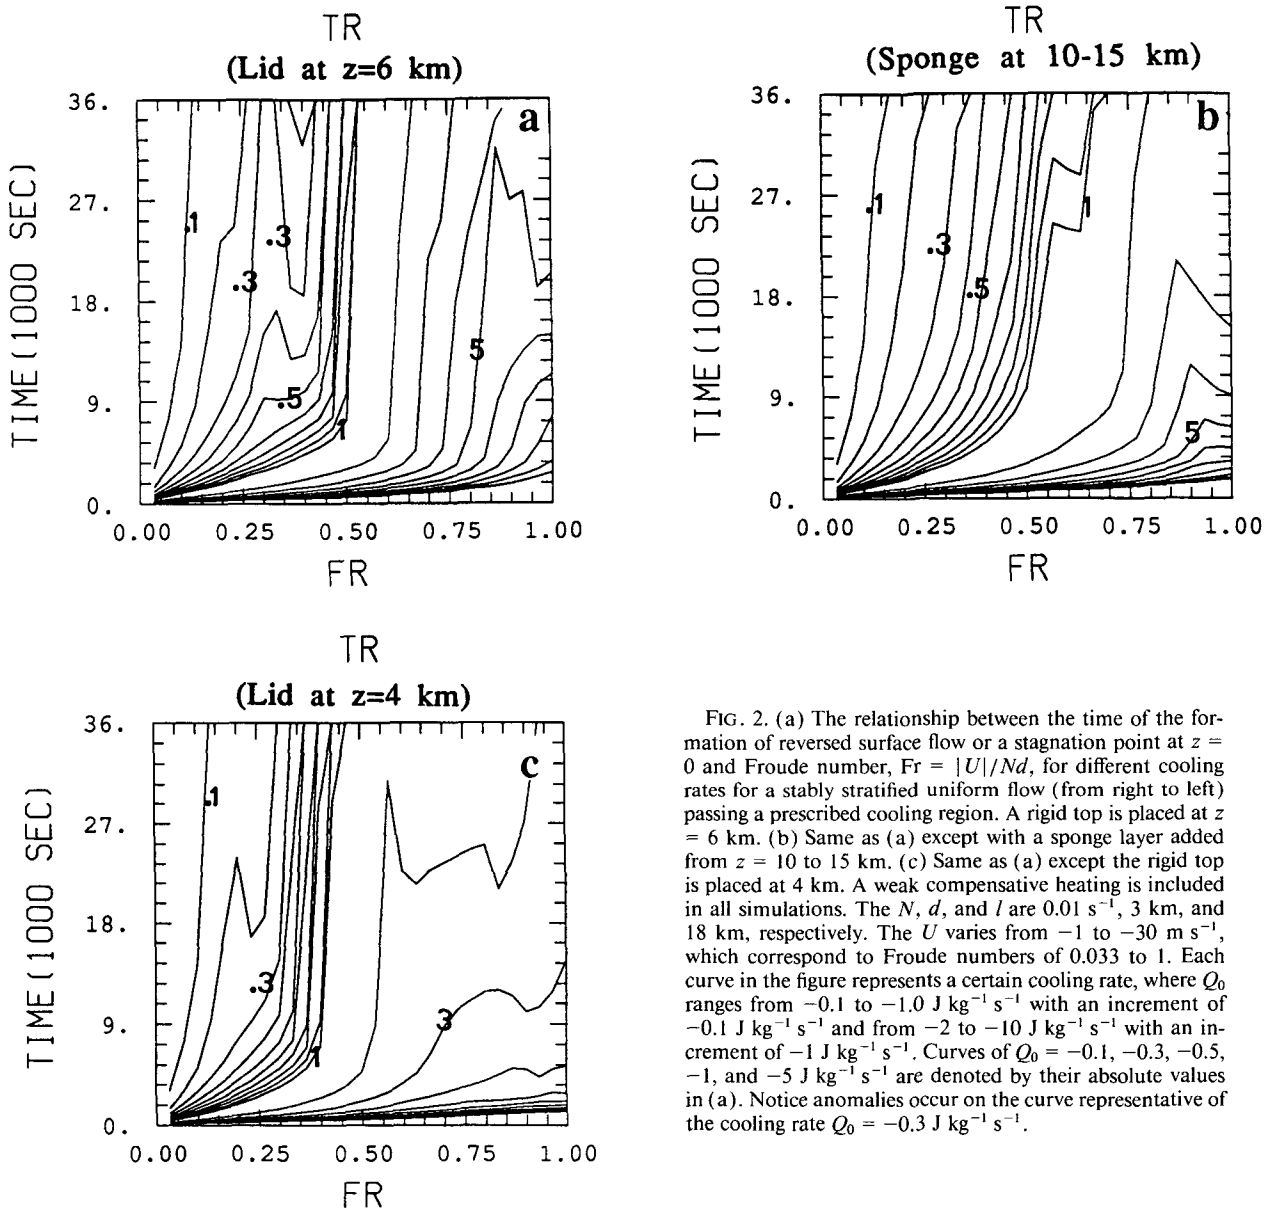 TR
(Lid at z=6 km)
a
36.
27.
18.
9.
0.
TIME(1000 SEC)
.1
.3
.3
.5
1
5
0.00 0.25 0.50 0.75 1.00
FR
TR
(Sponge at 10-15 km)
b
36.
27.
18.
9.
0.
TIME(1000 SEC)
.1
.3
.5
1
5
0.00 0.25 0.50 0.75 1.00
FR
TR
(Lid at z=4 km)
c
36.
27.
18.
9.
0.
TIME(1000 SEC)
.1
.3
1
3
0.00 0.25 0.50 0.75 1.00
FR
FIG. 2. (a) The relationship between the time of the for-
mation of reversed surface flow or a stagnation point at z =
0 and Froude number, Fr = |U|/Nd, for different cooling
rates for a stably stratified uniform flow (from right to left)
passing a prescribed cooling region. A rigid top is placed at z
= 6 km. (b) Same as (a) except with a sponge layer added
from z = 10 to 15 km. (c) Same as (a) except the rigid top
is placed at 4 km. A weak compensative heating is included
in all simulations. The N, d, and l are 0.01 s⁻¹, 3 km, and
18 km, respectively. The U varies from −1 to −30 m s⁻¹,
which correspond to Froude numbers of 0.033 to 1. Each
curve in the figure represents a certain cooling rate, where Q₀
ranges from −0.1 to −1.0 J kg⁻¹ s⁻¹ with an increment of
−0.1 J kg⁻¹ s⁻¹ and from −2 to −10 J kg⁻¹ s⁻¹ with an in-
crement of −1 J kg⁻¹ s⁻¹. Curves of Q₀ = −0.1, −0.3, −0.5,
−1, and −5 J kg⁻¹ s⁻¹ are denoted by their absolute values
in (a). Notice anomalies occur on the curve representative of
the cooling rate Q₀ = −0.3 J kg⁻¹ s⁻¹.